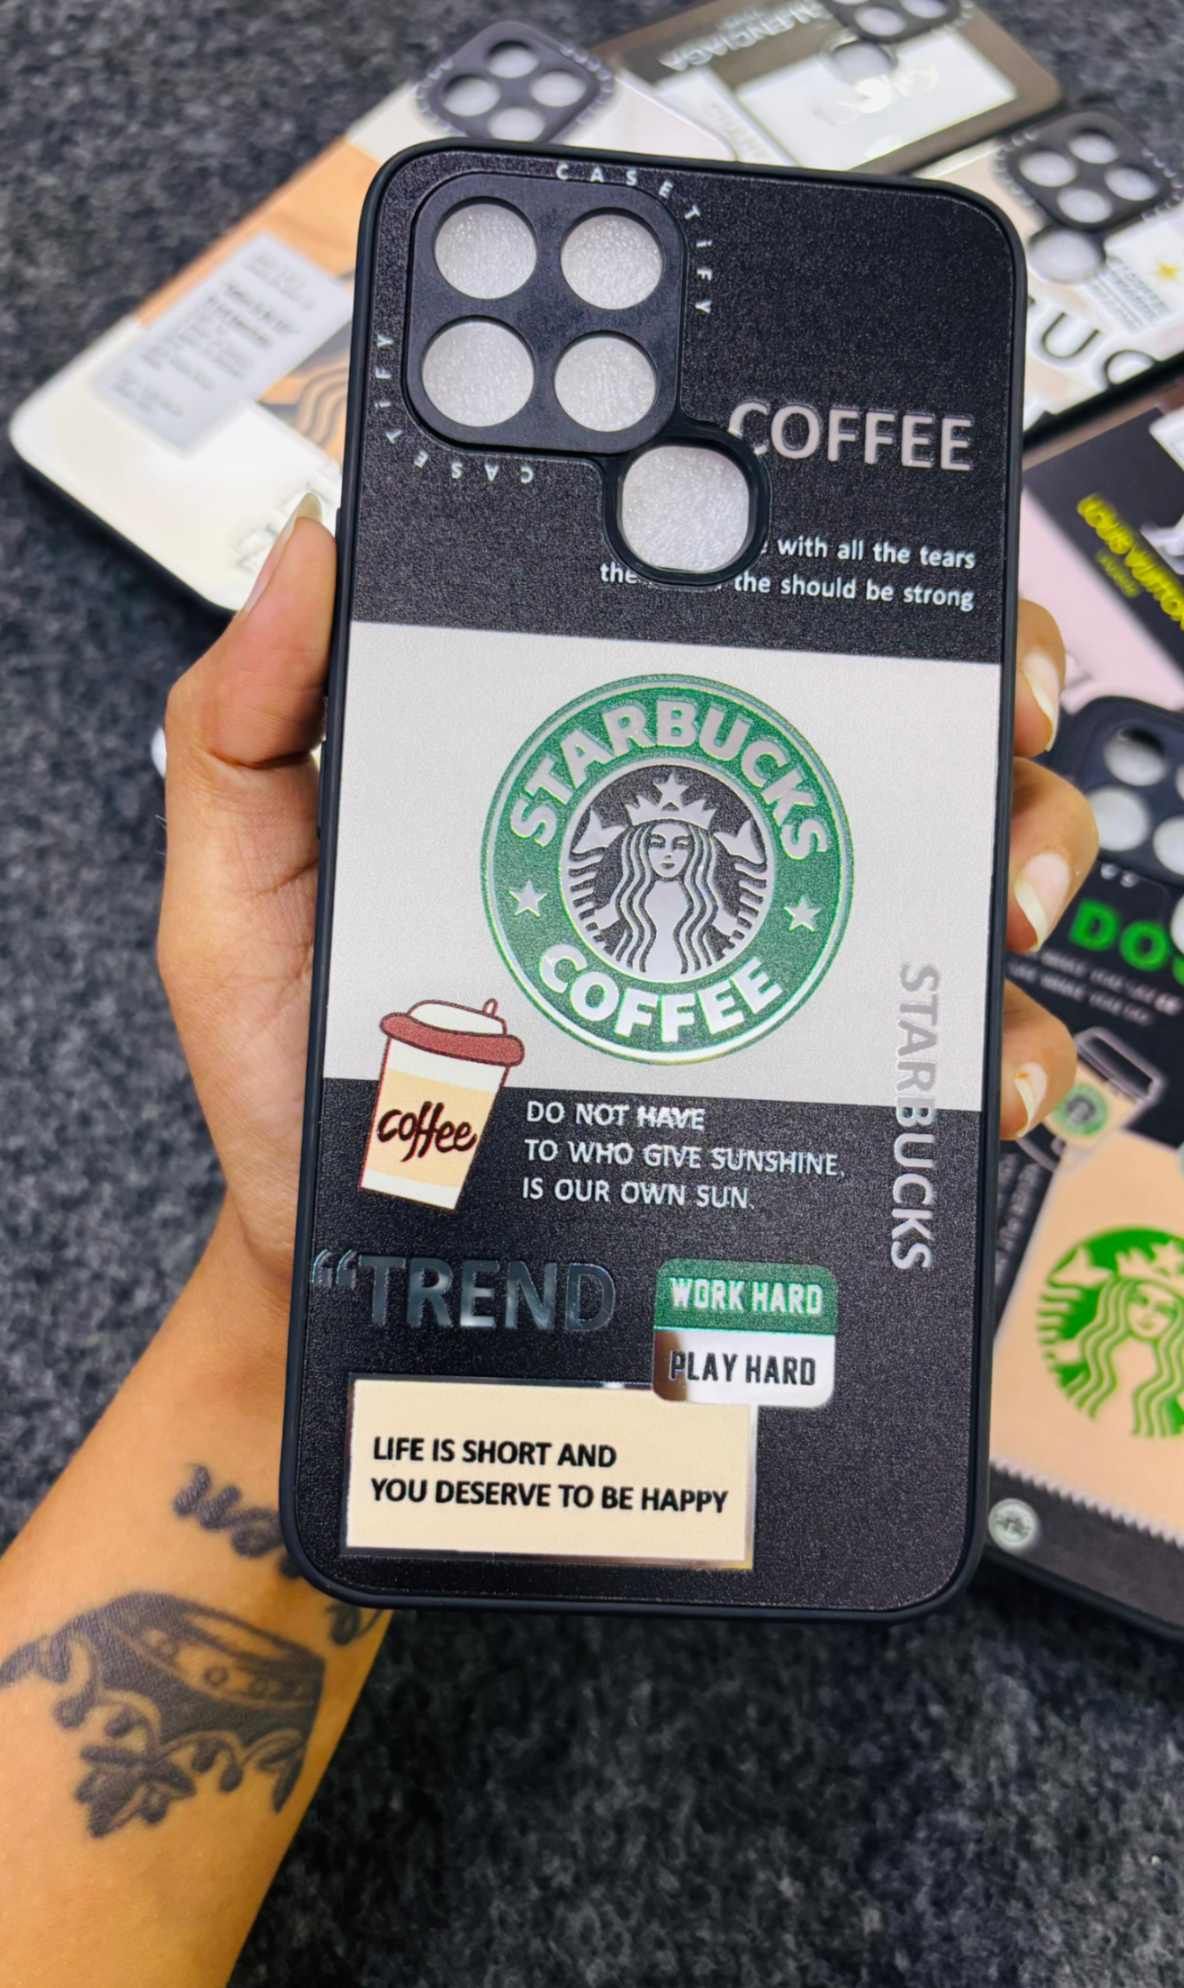 CASETiFY
CASETiFY
COFFEE
with all the tears
the should be strong
STARBUCKS
COFFEE
STARBUCKS
coffee
DO NOT HAVE
TO WHO GIVE SUNSHINE,
IS OUR OWN SUN.
“TREND
WORK HARD
PLAY HARD
LIFE IS SHORT AND
YOU DESERVE TO BE HAPPY
LOUIS VUITTON